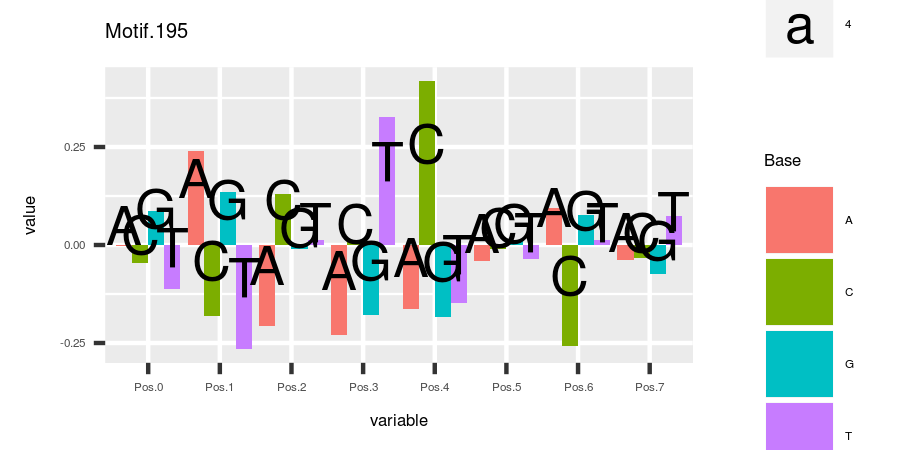 Motif.195
a 4
value
0.25
0.00
-0.25
A C G T A C G T A C G T A C G T A C G T A C G T A C G T A C G T
Pos.0 Pos.1 Pos.2 Pos.3 Pos.4 Pos.5 Pos.6 Pos.7
variable
Base
A
C
G
T